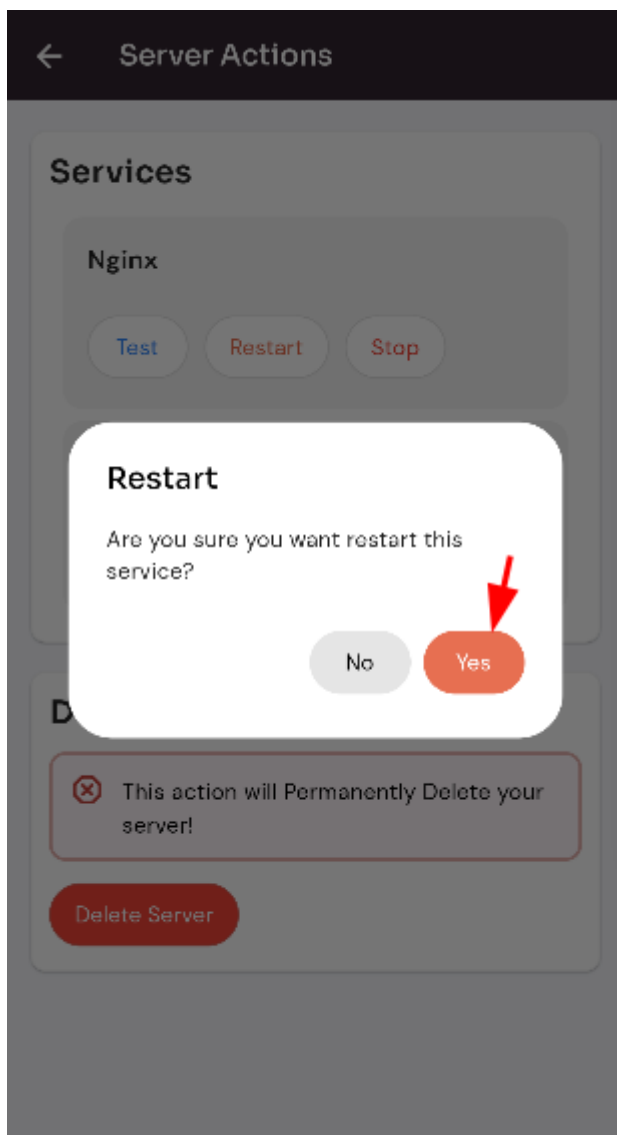 Server Actions
Services
Nginx
Test Restart Stop
Restart
Are you sure you want restart this
service?
No Yes
D
This action will Permanently Delete your
server!
Delete Server